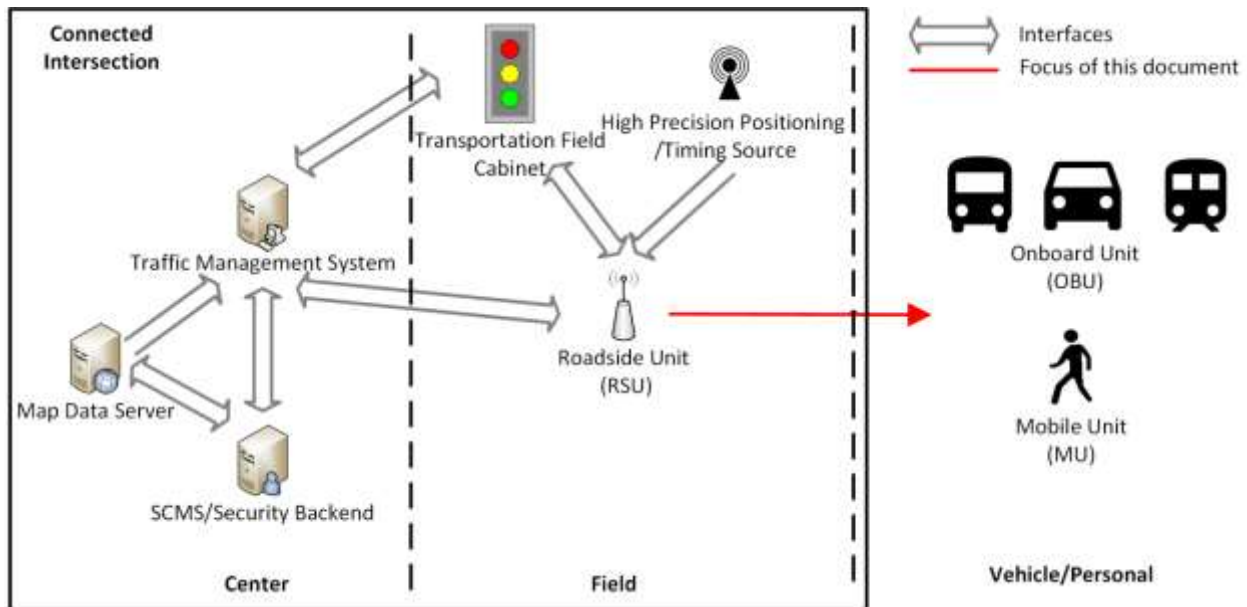 Connected
Intersection
Interfaces
Focus of this document
Transportation Field
Cabinet
High Precision Positioning
/Timing Source
Traffic Management System
Onboard Unit
(OBU)
Roadside Unit
(RSU)
Map Data Server
Mobile Unit
(MU)
SCMS/Security Backend
Center
Field
Vehicle/Personal